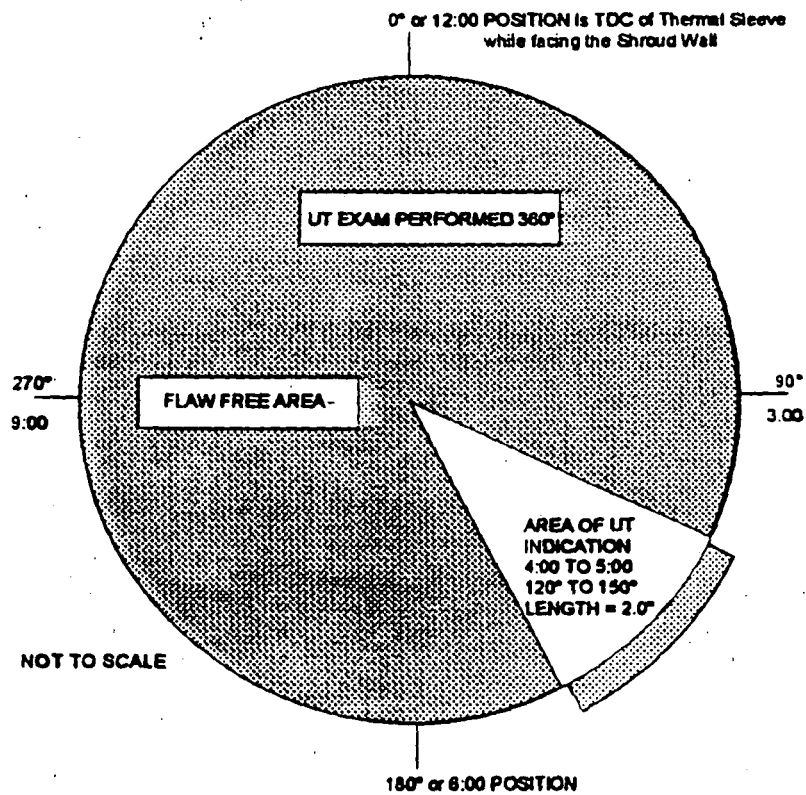 0° or 12:00 POSITION is TDC of Thermal Sleeve
while facing the Shroud Wall
UT EXAM PERFORMED 360°
270°
9:00
FLAW FREE AREA-
90°
3:00
AREA OF UT
INDICATION
4:00 TO 5:00
120° TO 150°
LENGTH = 2.0"
NOT TO SCALE
180° or 6:00 POSITION